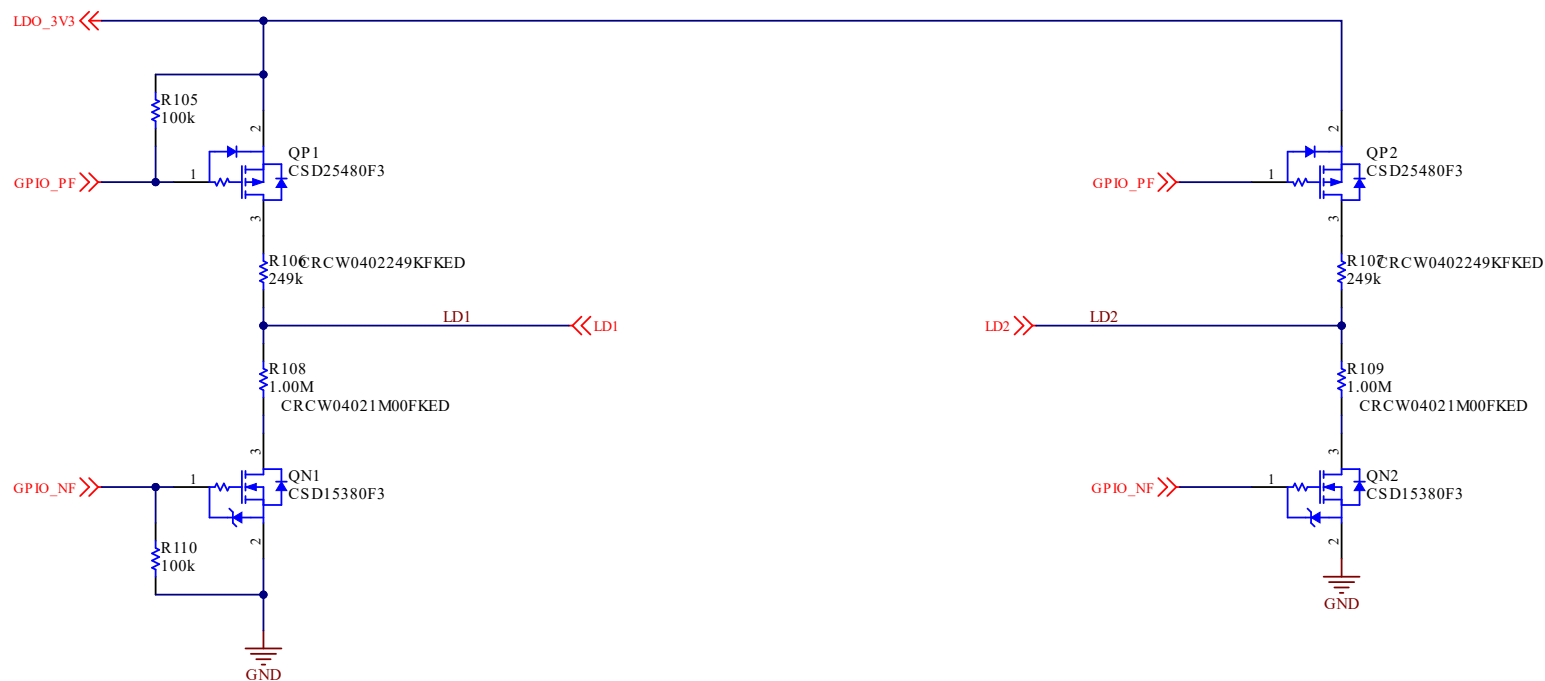 LDO_3V3
R105
100k
2
QP1
CSD25480F3
GPIO_PF
1
3
R106
CRCW0402249KFKED
249k
LD1
LD1
R108
1.00M
CRCW04021M00FKED
3
QN1
CSD15380F3
GPIO_NF
1
2
R110
100k
GND
2
QP2
CSD25480F3
GPIO_PF
1
3
R107
CRCW0402249KFKED
249k
LD2
LD2
R109
1.00M
CRCW04021M00FKED
3
QN2
CSD15380F3
GPIO_NF
1
2
GND